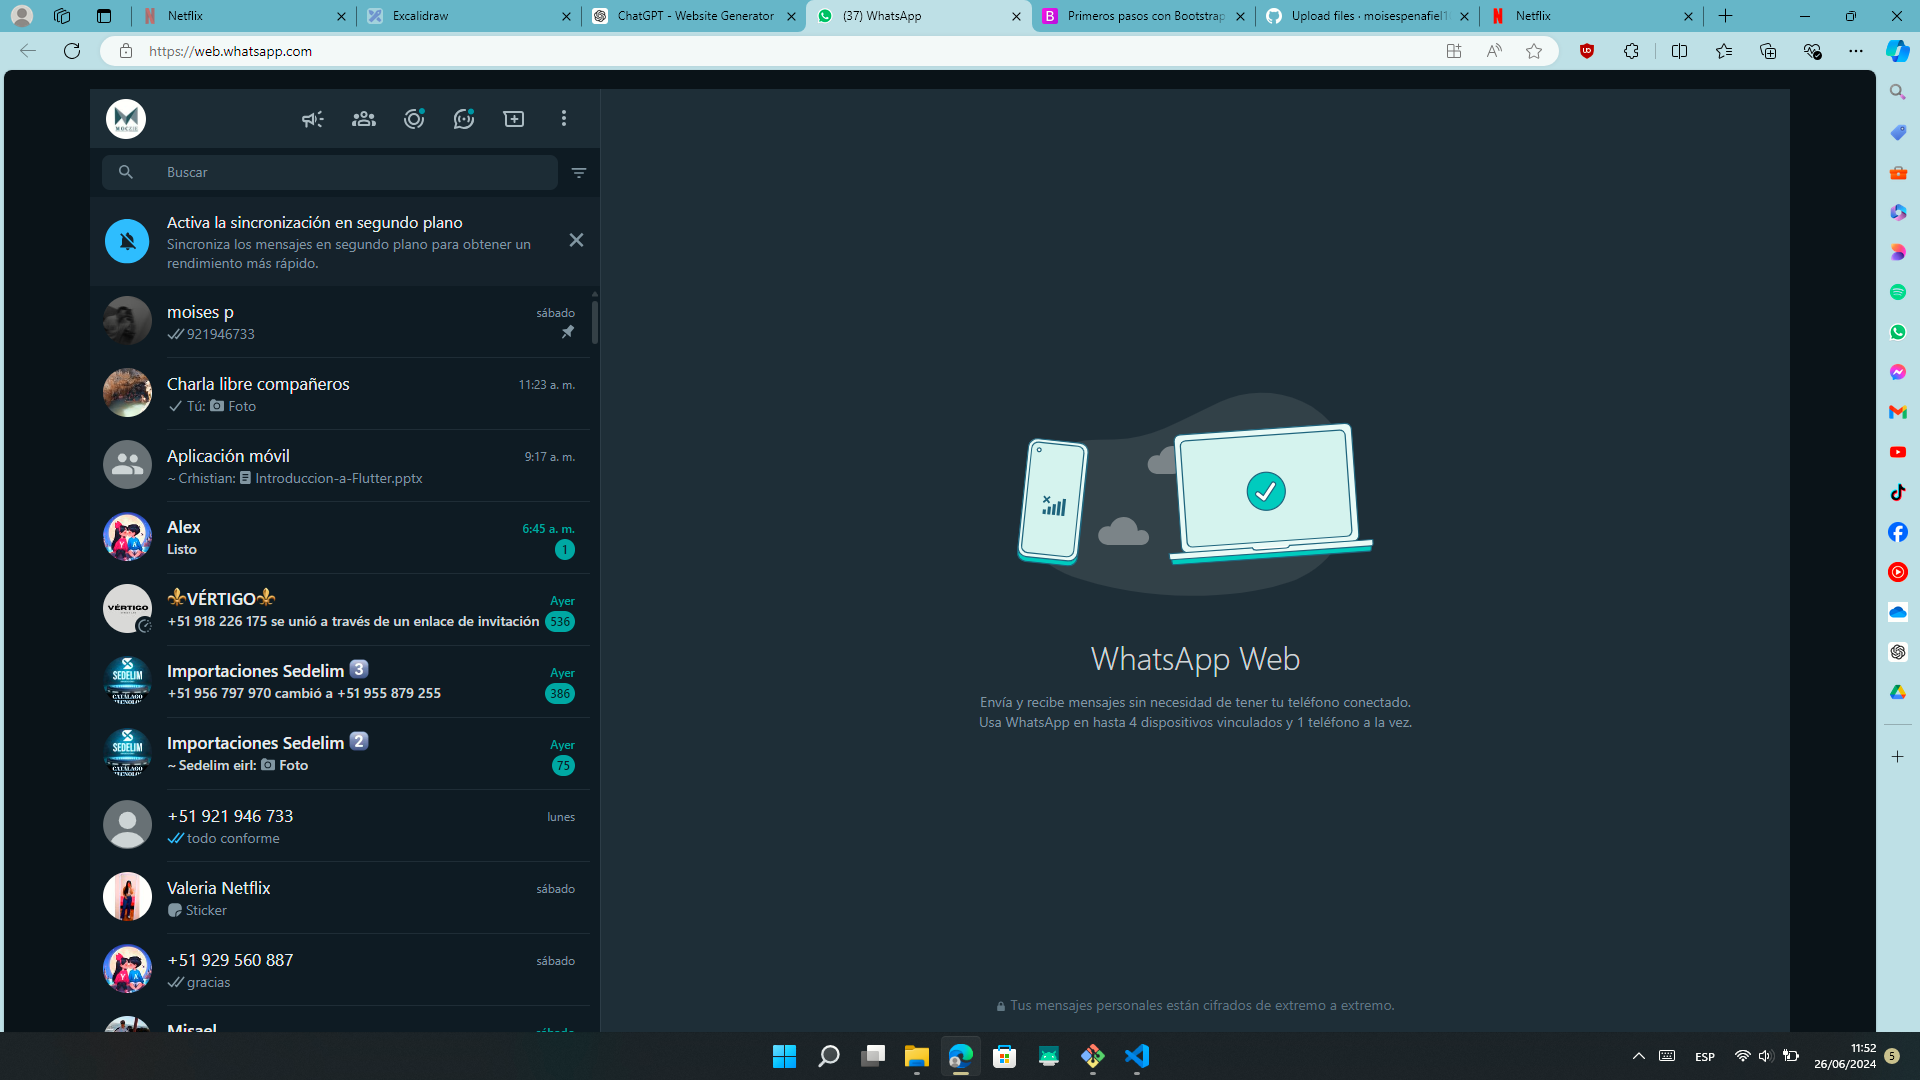 Netflix
Excalidraw
ChatGPT - Website Generator
(37) WhatsApp
Primeros pasos con Bootstrap
Upload files · moisespenafiel1
Netflix
https://web.whatsapp.com
Buscar
Activa la sincronización en segundo plano
Sincroniza los mensajes en segundo plano para obtener un
rendimiento más rápido.
moises p
sábado
921946733
Charla libre compañeros
11:23 a. m.
Tú: Foto
Aplicación móvil
9:17 a. m.
~ Crhistian: Introduccion-a-Flutter.pptx
Alex
6:45 a. m.
Listo
1
VÉRTIGO
⚜VÉRTIGO⚜
Ayer
+51 918 226 175 se unió a través de un enlace de invitación
536
SEDELIM
Importaciones Sedelim 3️⃣
Ayer
+51 956 797 970 cambió a +51 955 879 255
386
SEDELIM
Importaciones Sedelim 2️⃣
Ayer
~ Sedelim eirl: Foto
75
+51 921 946 733
lunes
todo conforme
Valeria Netflix
sábado
Sticker
+51 929 560 887
sábado
gracias
Misael
sábado
WhatsApp Web
Envía y recibe mensajes sin necesidad de tener tu teléfono conectado.
Usa WhatsApp en hasta 4 dispositivos vinculados y 1 teléfono a la vez.
Tus mensajes personales están cifrados de extremo a extremo.
ESP
11:52
26/06/2024
5